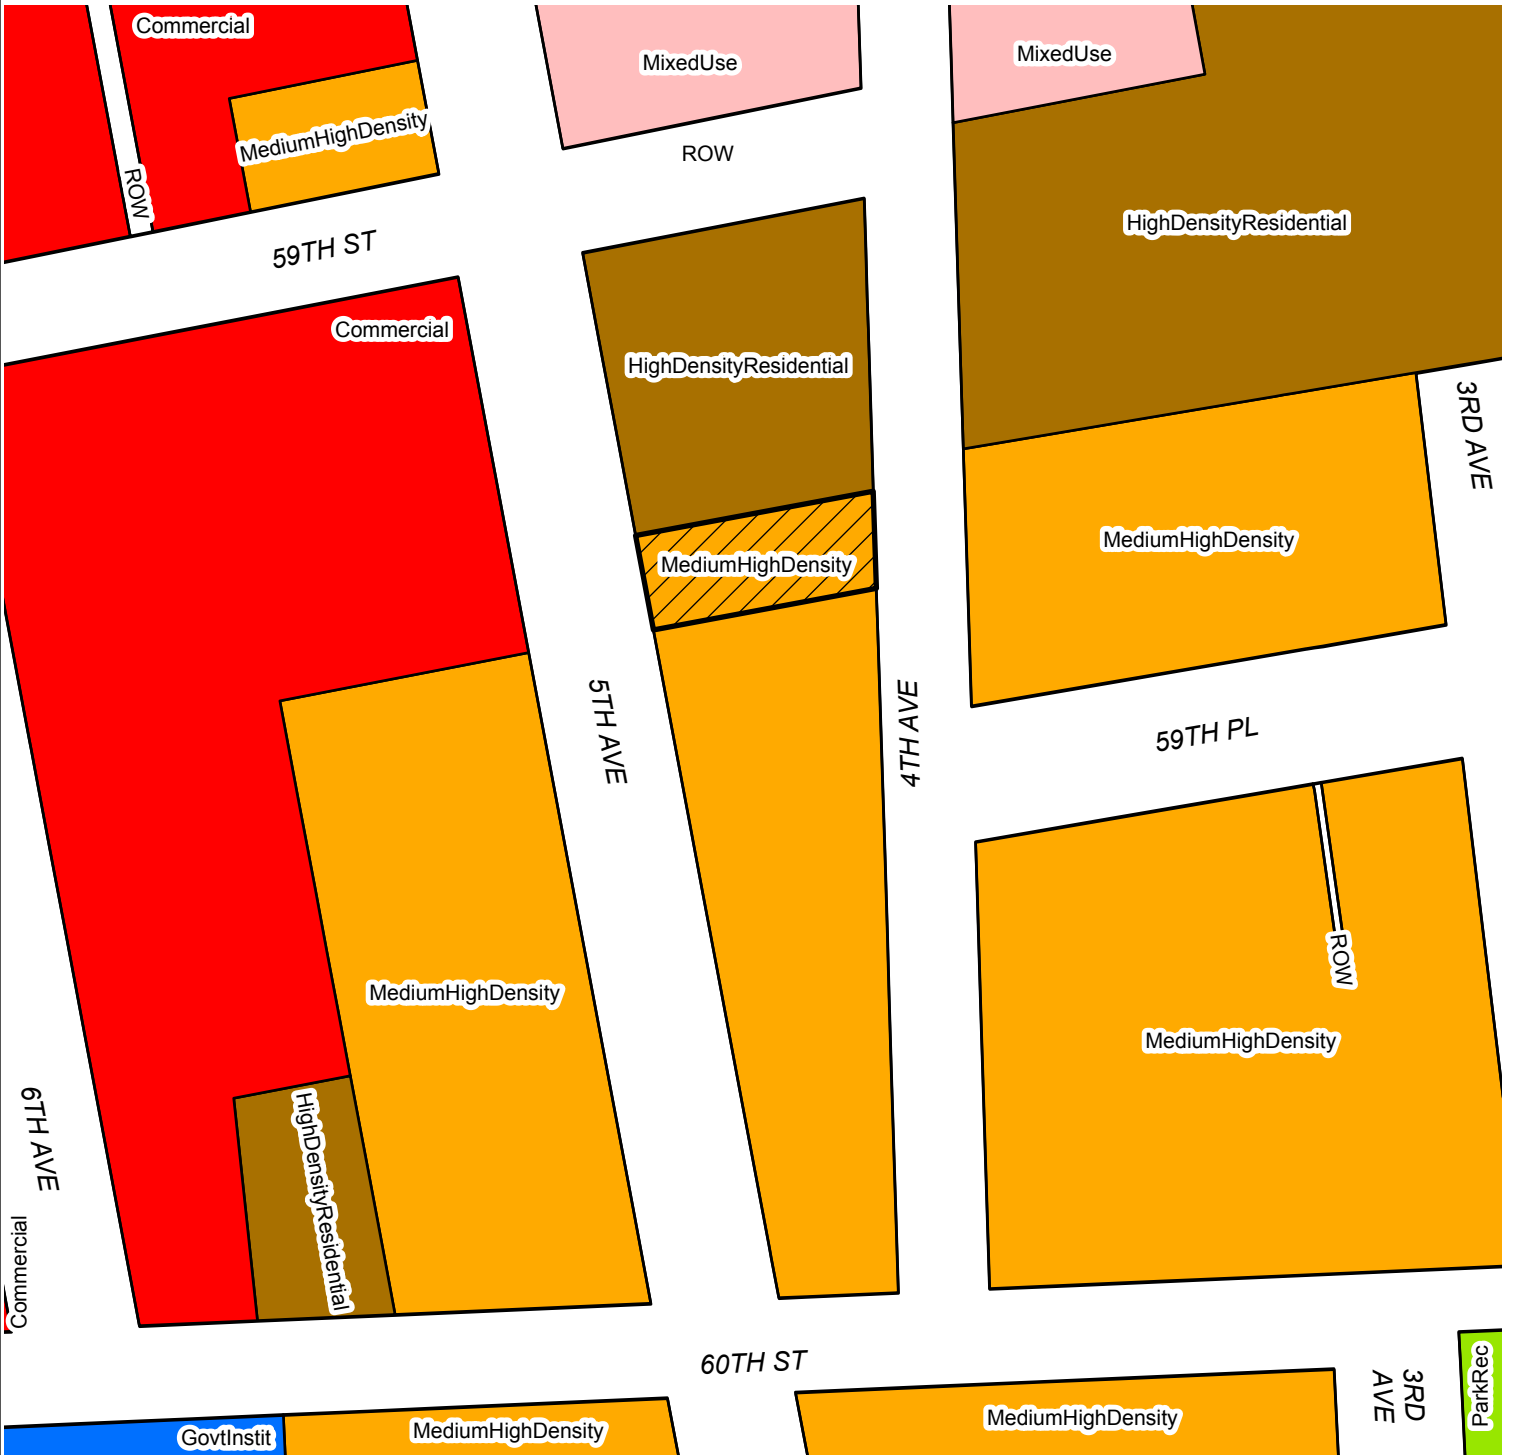 Commercial
MixedUse
MixedUse
MediumHighDensity
ROW
ROW
HighDensityResidential
59TH ST
Commercial
HighDensityResidential
3RD AVE
MediumHighDensity
MediumHighDensity
5TH AVE
4TH AVE
59TH PL
ROW
MediumHighDensity
MediumHighDensity
6TH AVE
HighDensityResidential
Commercial
60TH ST
3RD
AVE
ParkRec
GovtInstit
MediumHighDensity
MediumHighDensity